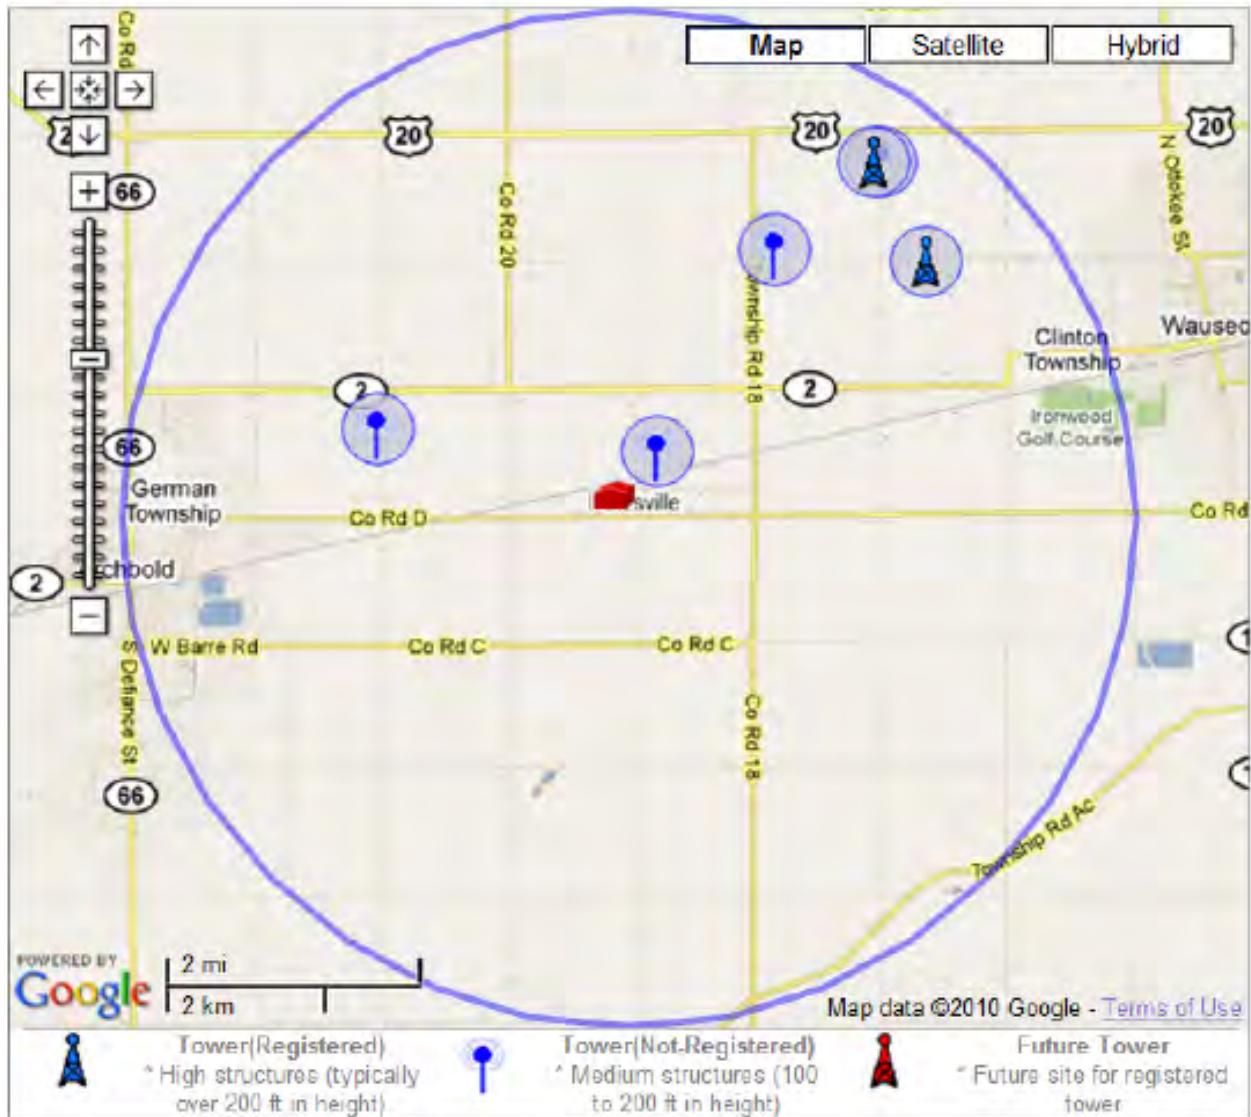 Co Rd
Map
Satellite
Hybrid
20
20
20
66
N Ottokee St
Co Rd 20
Township Rd 18
Clinton
Township
Wauseo
2
2
Ironwood
Golf Course
66
German
Township
sville
Co Rd D
Co Rd
chbold
2
W Barre Rd
Co Rd C
Co Rd C
S Defiance St
Co Rd 18
66
Township Rd Ac
POWERED BY
Google
2 mi
2 km
Map data ©2010 Google - Terms of Use
Tower(Registered)
* High structures (typically
over 200 ft in height)
Tower(Not-Registered)
* Medium structures (100
to 200 ft in height)
Future Tower
* Future site for registered
tower